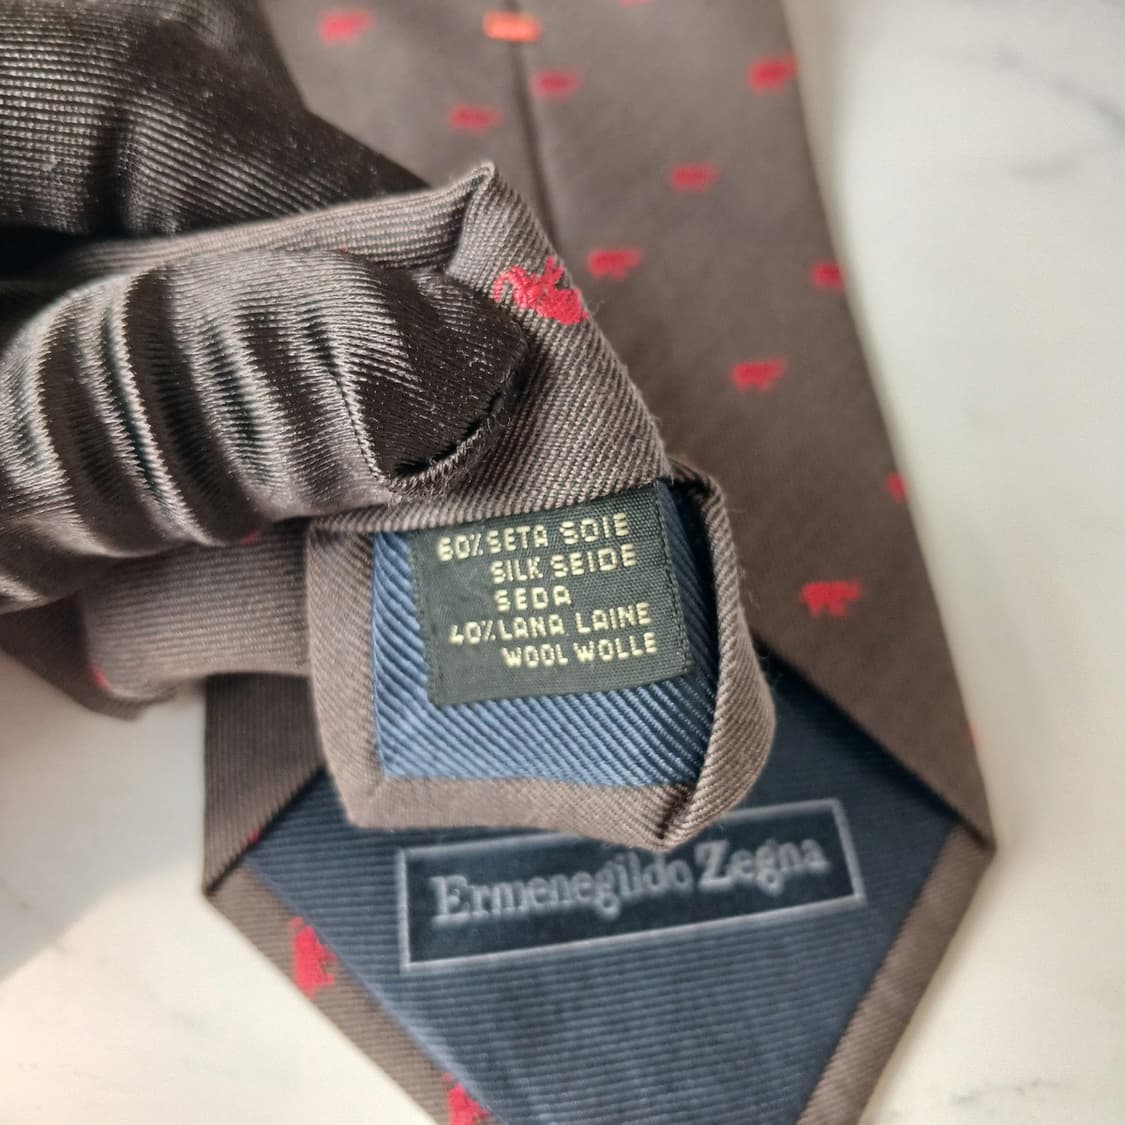 60% SETA SOIE
SILK SEIDE
SEDA
40% LANA LAINE
WOOL WOLLE
Ermenegildo Zegna